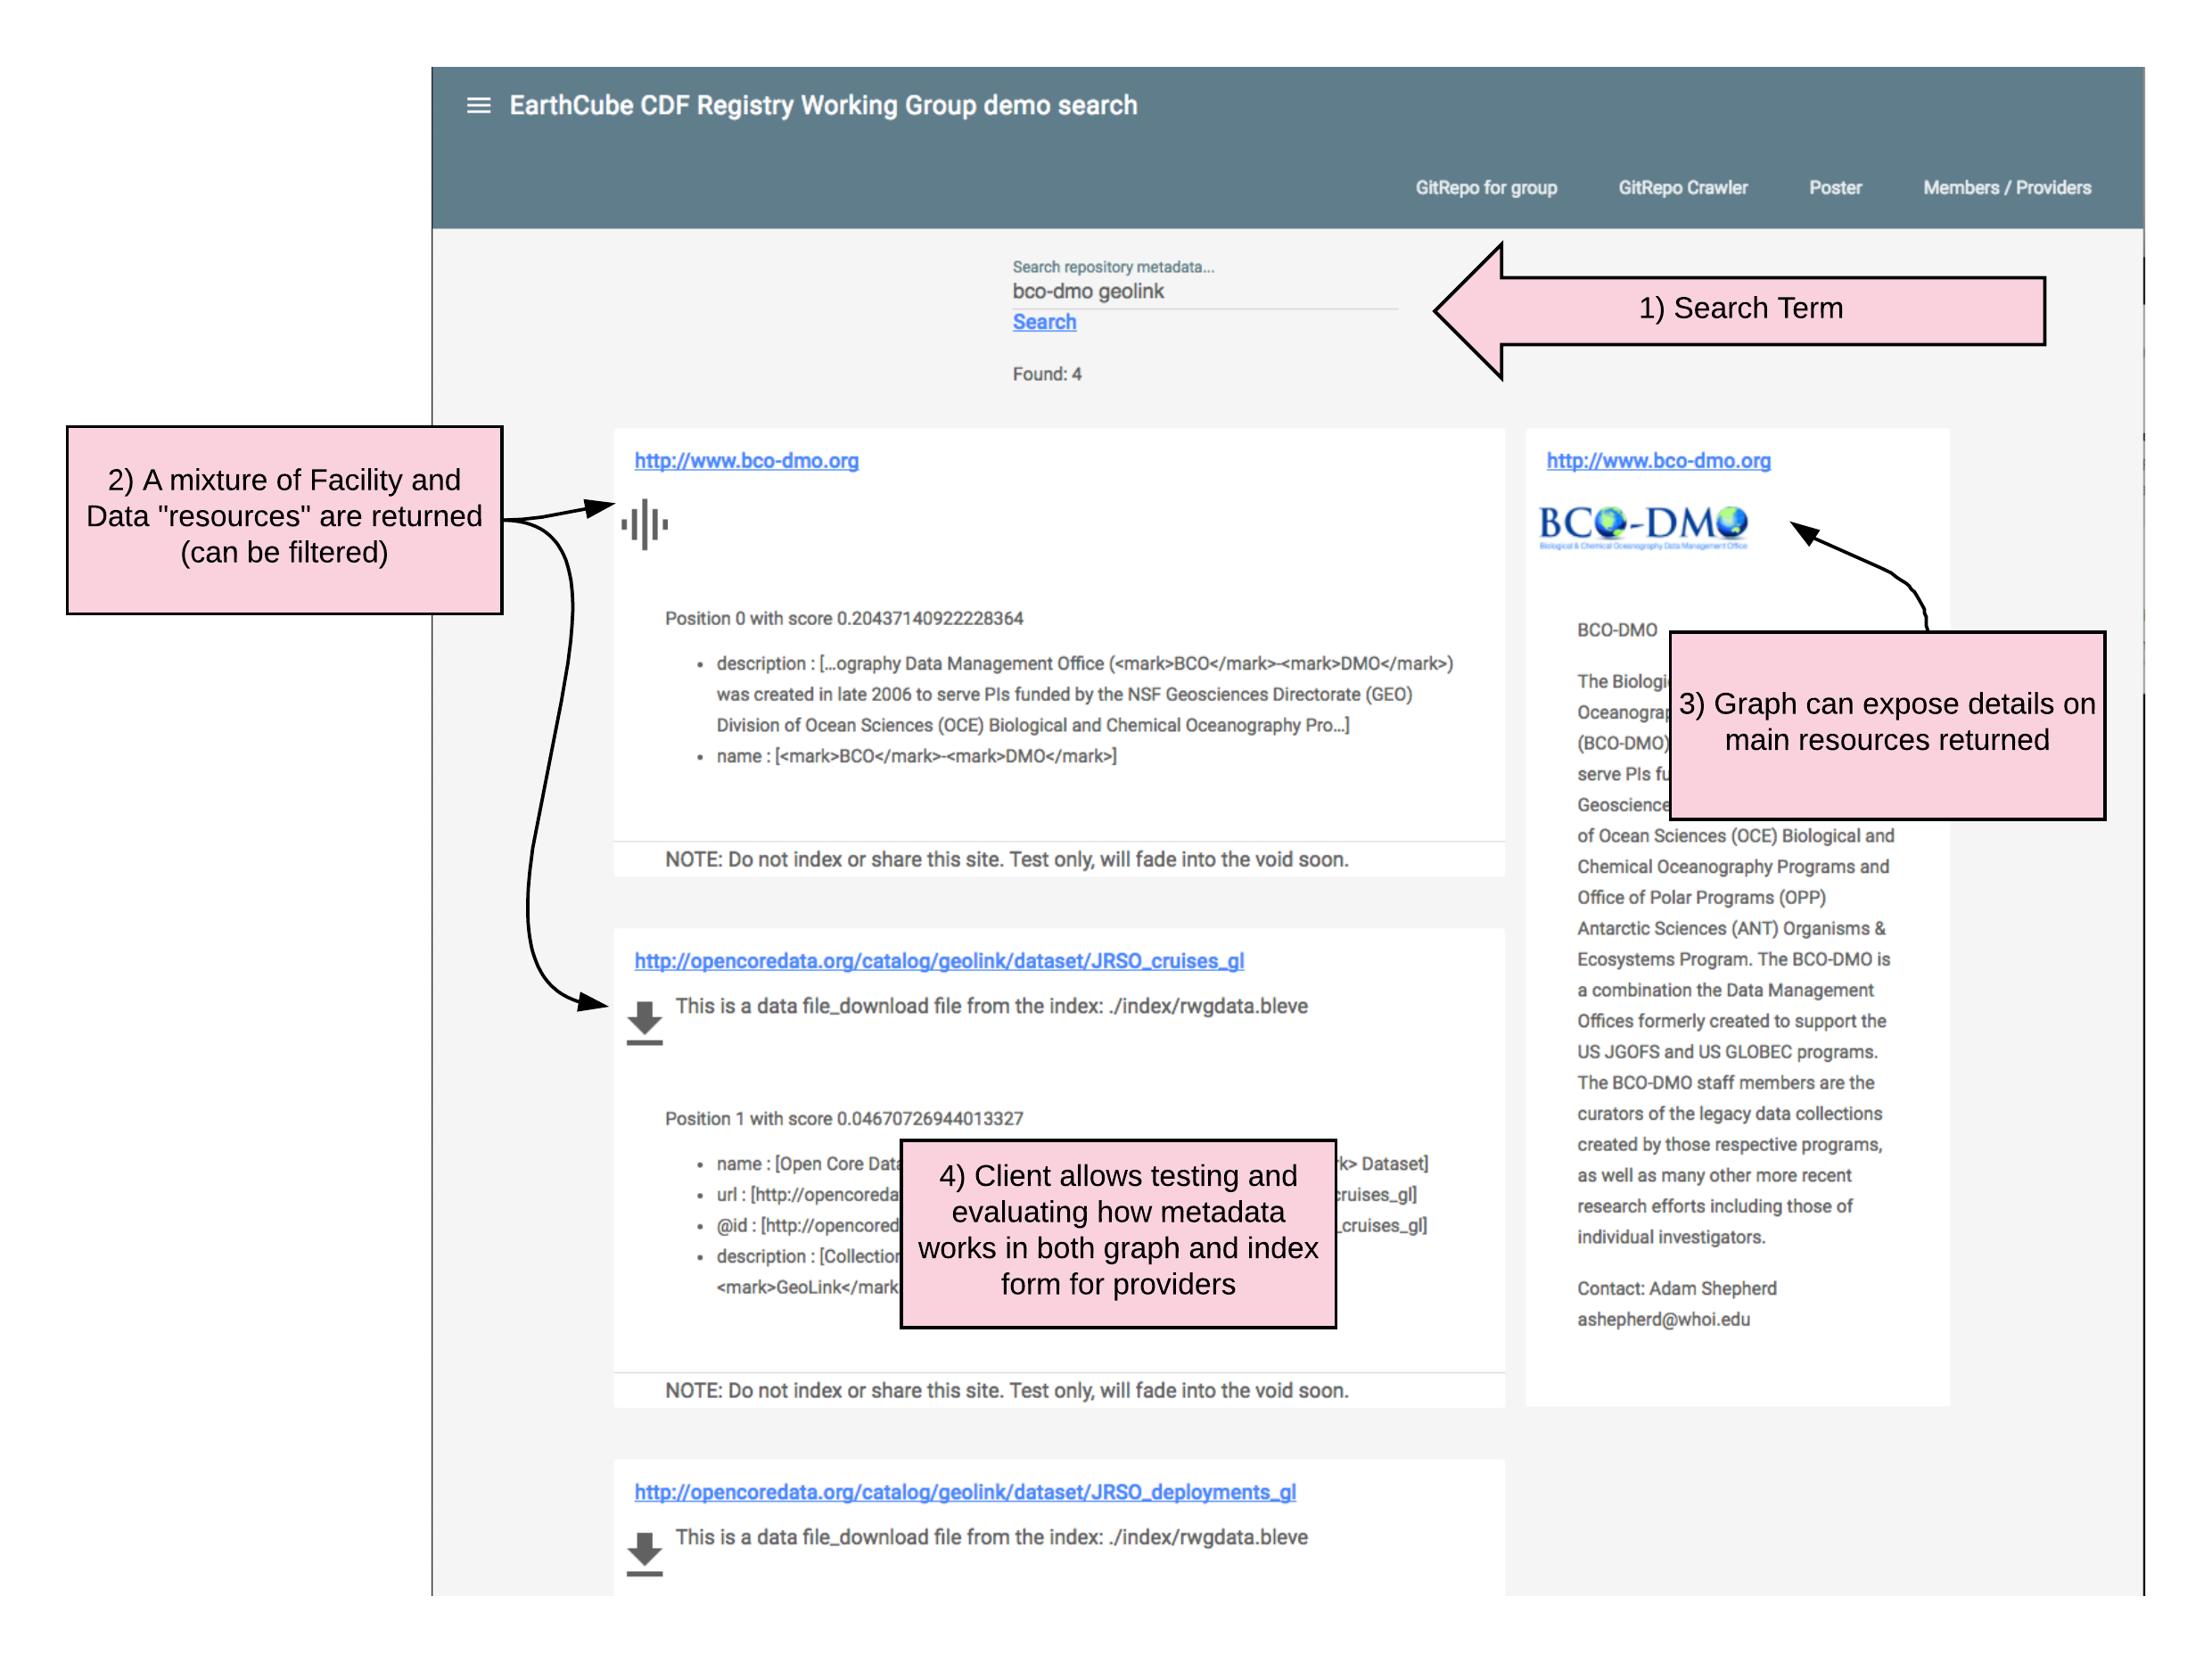 EarthCube CDF Registry Working Group demo search
GitRepo for group GitRepo Crawler Poster Members / Providers
Search repository metadata...
bco-dmo geolink
Search
Found: 4
1) Search Term
2) A mixture of Facility and
Data "resources" are returned
(can be filtered)
http://www.bco-dmo.org
Position 0 with score 0.20437140922228364
• description : [...ography Data Management Office (<mark>BCO</mark>-<mark>DMO</mark>)
was created in late 2006 to serve PIs funded by the NSF Geosciences Directorate (GEO)
Division of Ocean Sciences (OCE) Biological and Chemical Oceanography Pro...]
• name : [<mark>BCO</mark>-<mark>DMO</mark>]
NOTE: Do not index or share this site. Test only, will fade into the void soon.
http://opencoredata.org/catalog/geolink/dataset/JRSO_cruises_gl
This is a data file_download file from the index: ./index/rwgdata.bleve
Position 1 with score 0.04670726944013327
• name : [Open Core Data k> Dataset]
• url : [http://opencoreda cruises_gl]
• @id : [http://opencored _cruises_gl]
• description : [Collection
<mark>GeoLink</mark
4) Client allows testing and
evaluating how metadata
works in both graph and index
form for providers
NOTE: Do not index or share this site. Test only, will fade into the void soon.
http://opencoredata.org/catalog/geolink/dataset/JRSO_deployments_gl
This is a data file_download file from the index: ./index/rwgdata.bleve
http://www.bco-dmo.org
BCO-DMO
Biological & Chemical Oceanography Data Management Office
BCO-DMO
3) Graph can expose details on
main resources returned
The Biologi
Oceanograp
(BCO-DMO)
serve PIs fu
Geoscience
of Ocean Sciences (OCE) Biological and
Chemical Oceanography Programs and
Office of Polar Programs (OPP)
Antarctic Sciences (ANT) Organisms &
Ecosystems Program. The BCO-DMO is
a combination the Data Management
Offices formerly created to support the
US JGOFS and US GLOBEC programs.
The BCO-DMO staff members are the
curators of the legacy data collections
created by those respective programs,
as well as many other more recent
research efforts including those of
individual investigators.
Contact: Adam Shepherd
ashepherd@whoi.edu